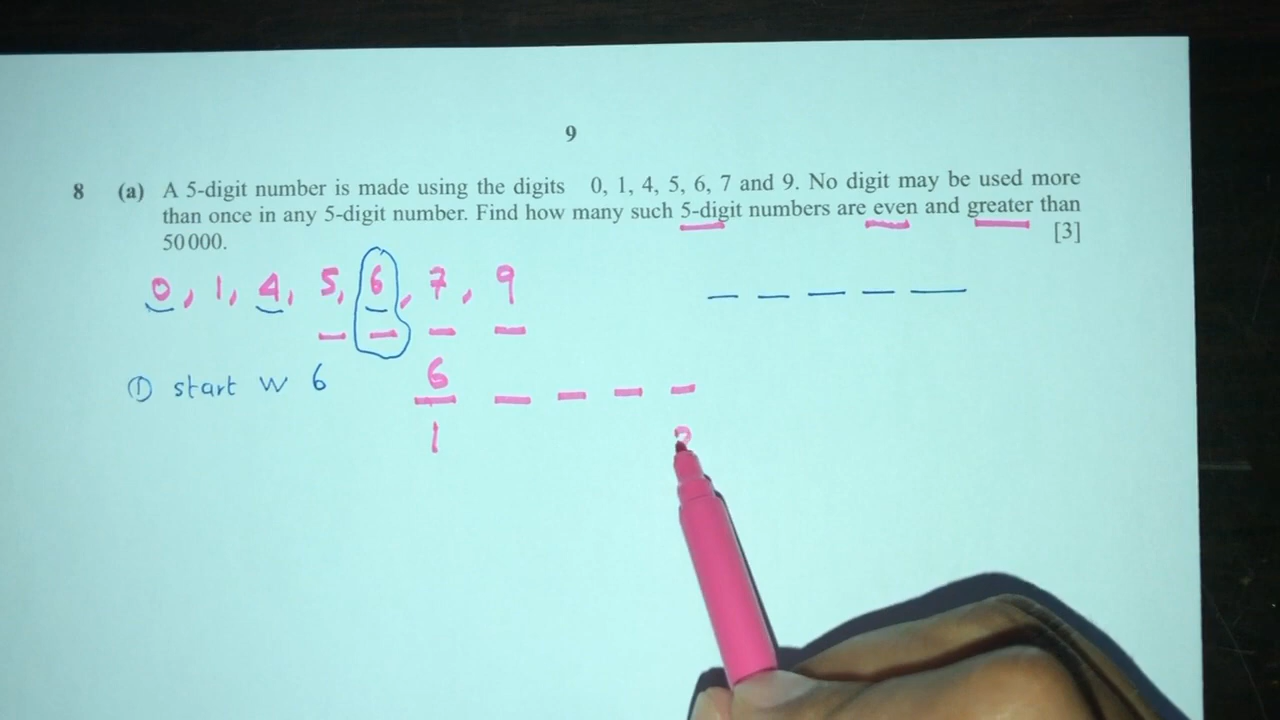 9
8 (a) A 5-digit number is made using the digits 0, 1, 4, 5, 6, 7 and 9. No digit may be used more
than once in any 5-digit number. Find how many such 5-digit numbers are even and greater than
50 000. [3]
0, 1, 4, 5, 6, 7, 9
① start w 6 6
1